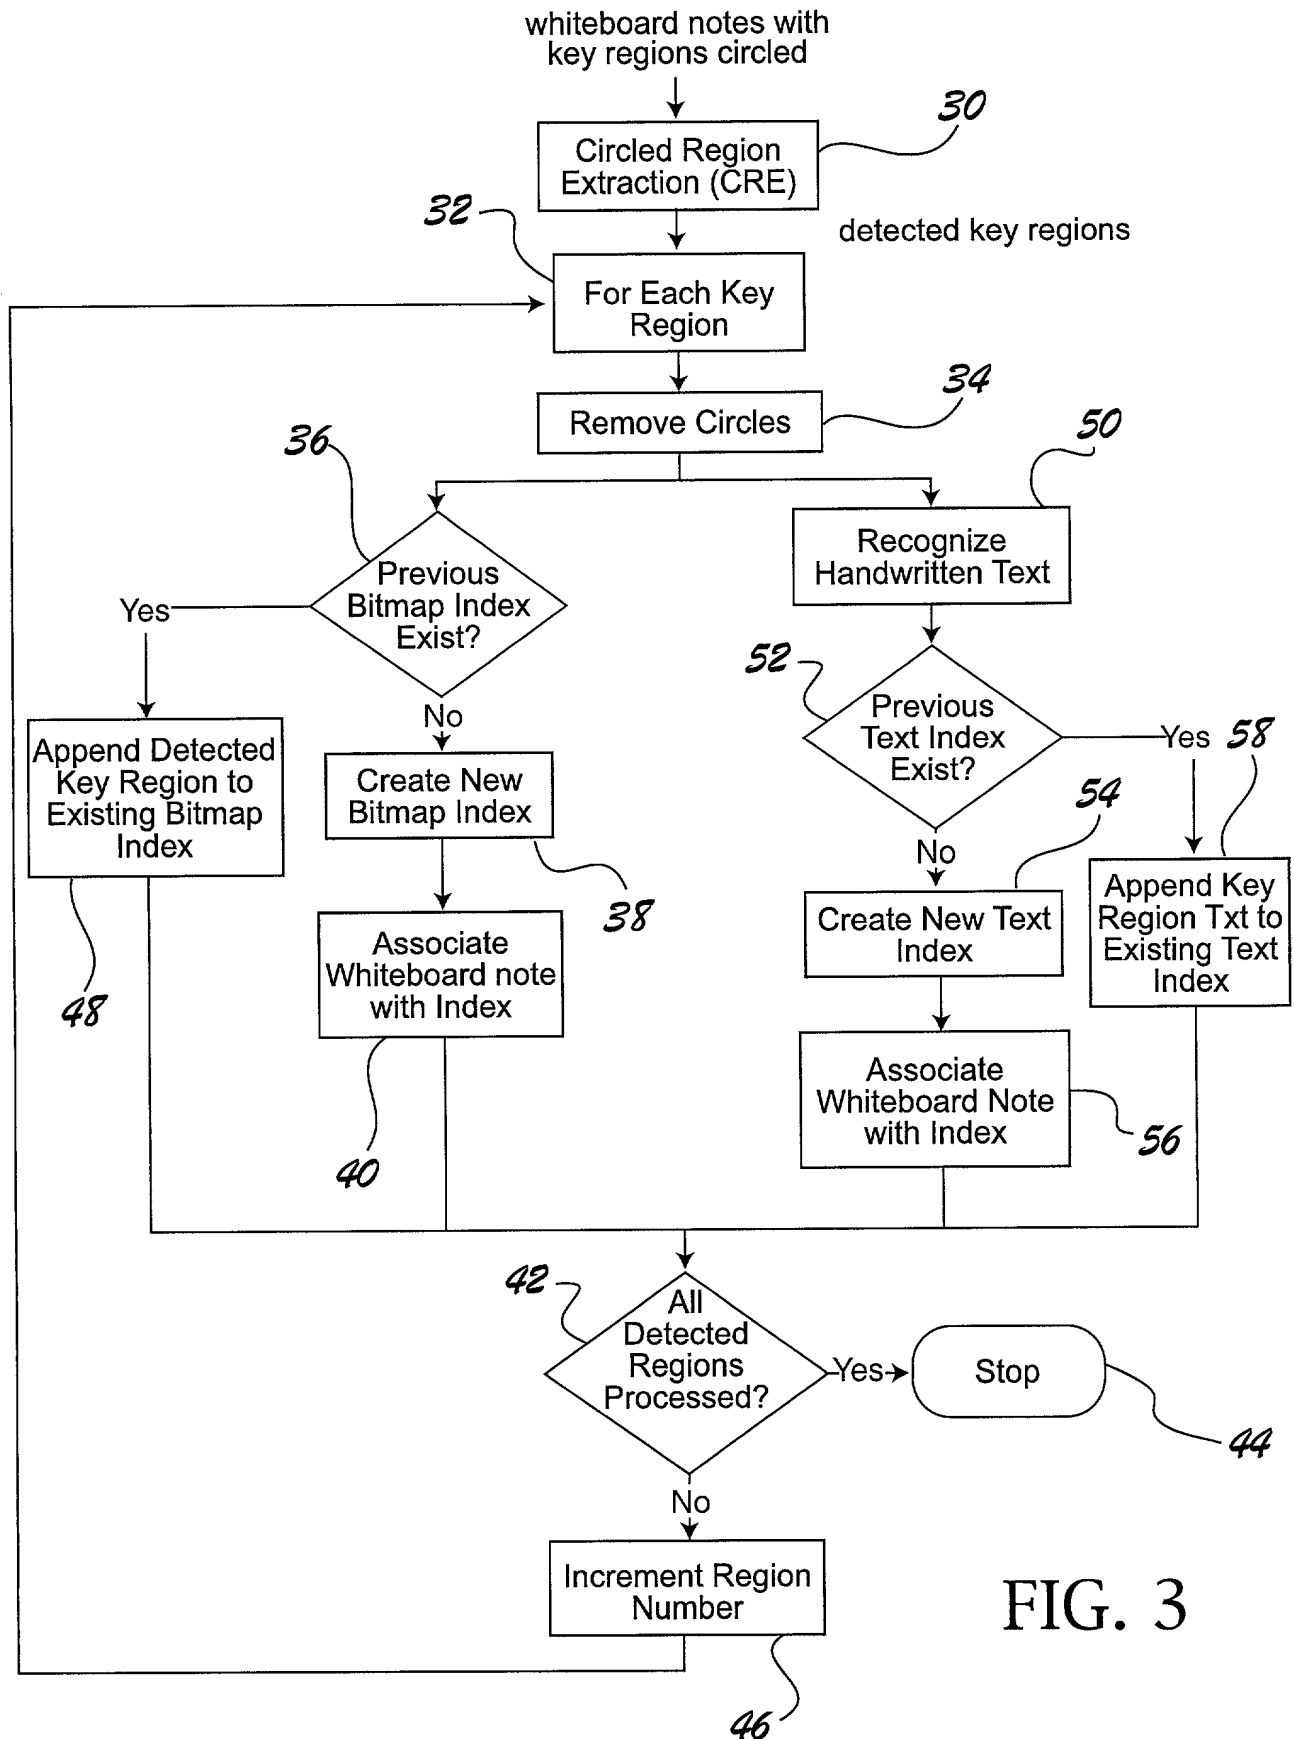 whiteboard notes with
key regions circled
30
Circled Region
Extraction (CRE)
32
detected key regions
For Each Key
Region
34
Remove Circles
36
50
Recognize
Handwritten Text
Previous
Bitmap Index
Exist?
Yes
No
52
Previous
Text Index
Exist?
Yes
58
No
Append Detected
Key Region to
Existing Bitmap
Index
48
Create New
Bitmap Index
38
54
Create New Text
Index
Append Key
Region Txt to
Existing Text
Index
Associate
Whiteboard note
with Index
40
Associate
Whiteboard Note
with Index
56
42
All
Detected
Regions
Processed?
Yes
Stop
44
No
Increment Region
Number
46
FIG. 3